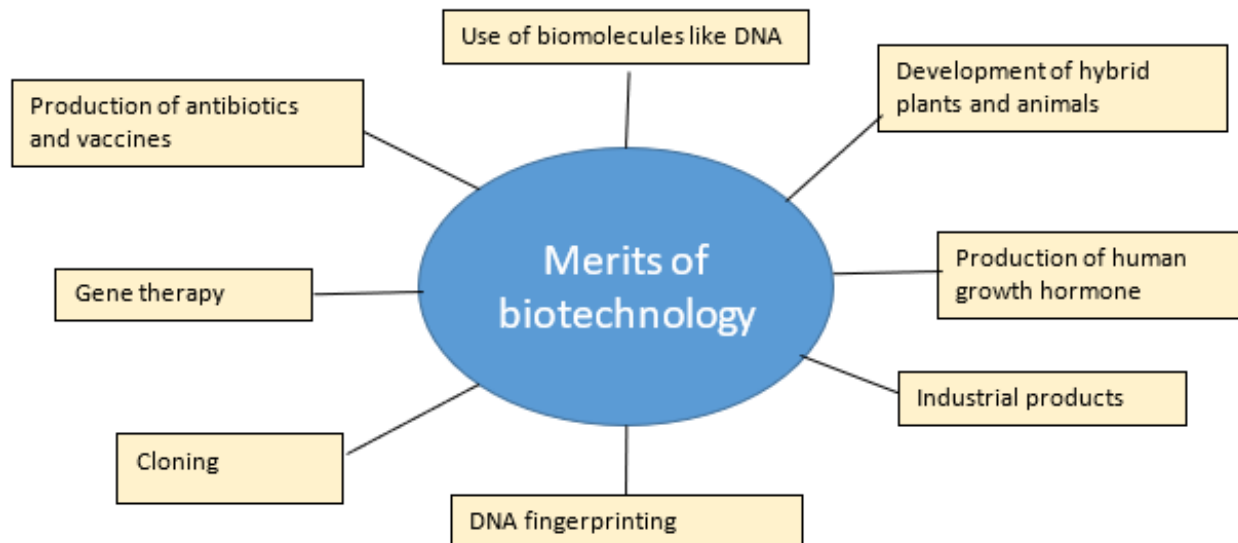 Use of biomolecules like DNA
Development of hybrid
plants and animals
Production of antibiotics
and vaccines
Merits of
biotechnology
Production of human
growth hormone
Gene therapy
Industrial products
Cloning
DNA fingerprinting